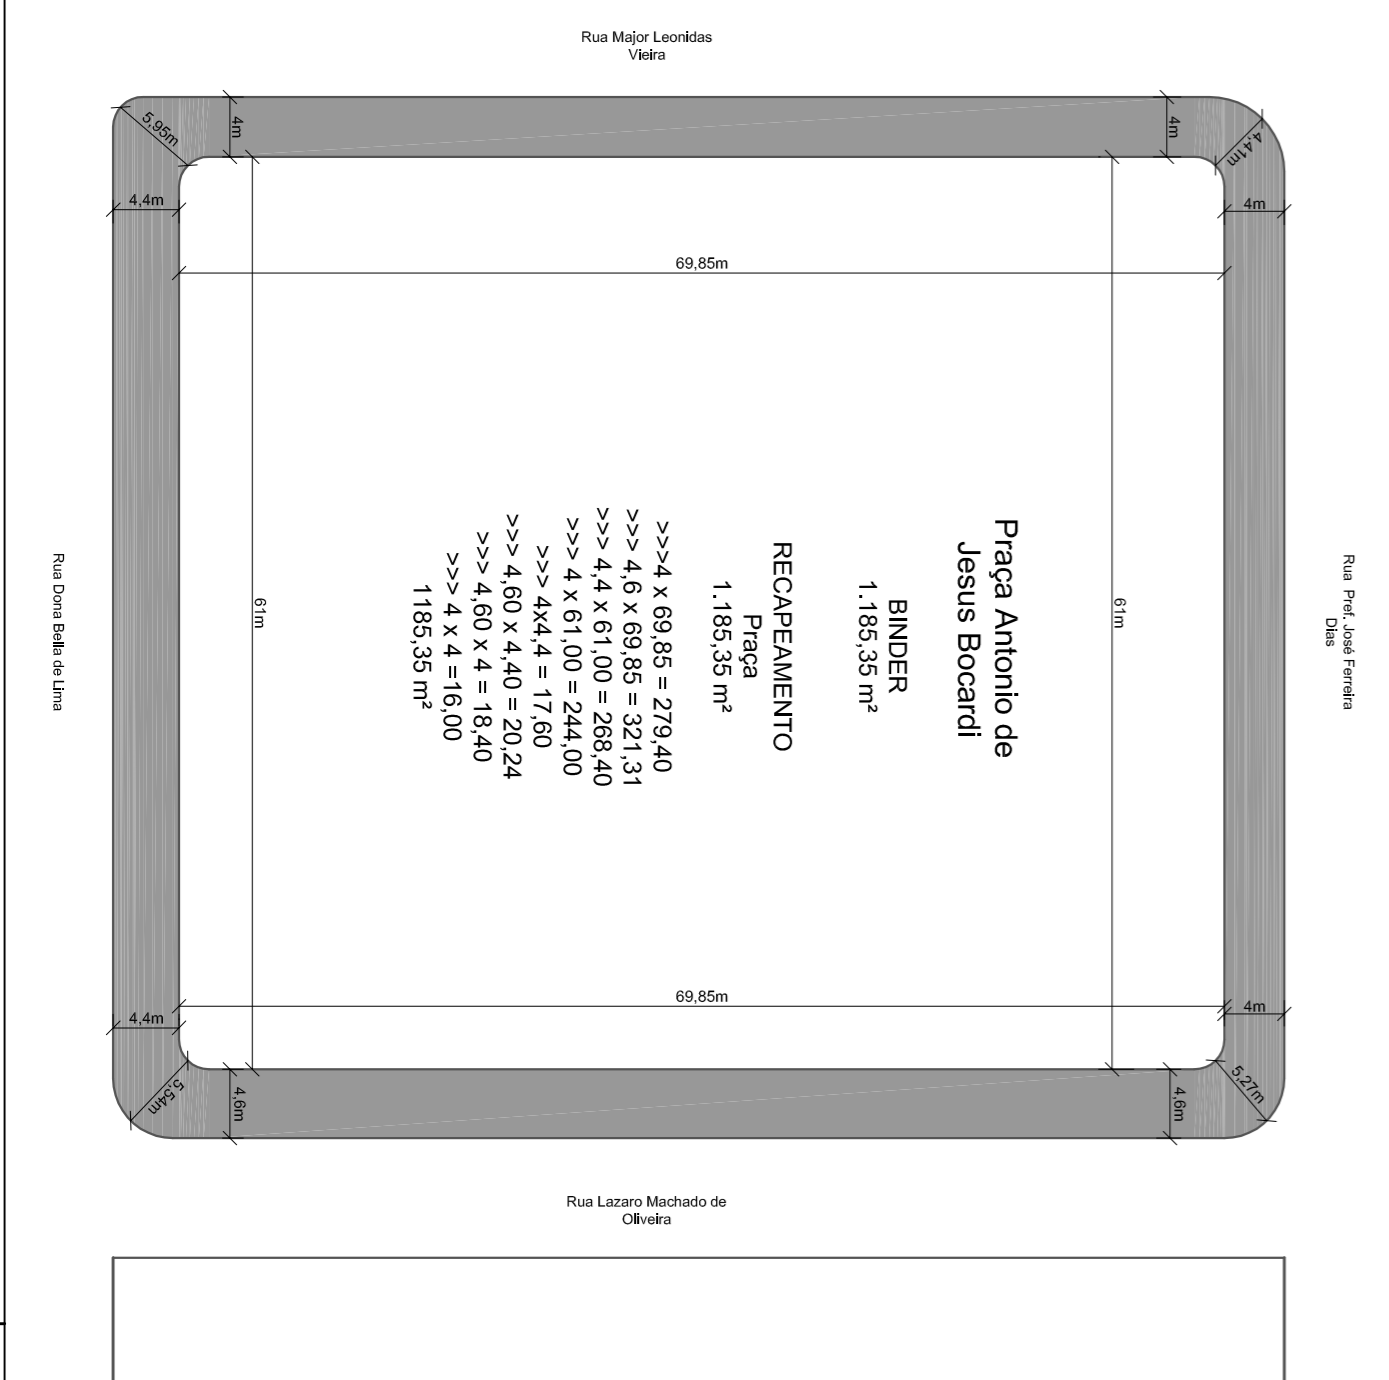 Rua Major Leonidas
Vieira
5,95m
4m
4m
4,41m
4,4m
4m
69,85m
Praça Antonio de
Jesus Bocardi
BINDER
1.185,35 m²
RECAPEAMENTO
Praça
1.185,35 m²
>>>4 x 69,85 = 279,40
>>> 4,6 x 69,85 = 321,31
>>> 4,4 x 61,00 = 268,40
>>> 4 x 61,00 = 244,00
>>> 4x4,4 = 17,60
>>> 4,60 x 4,40 = 20,24
>>> 4,60 x 4 = 18,40
>>> 4 x 4 =16,00
1185,35 m²
61m
61m
Rua Dona Bella de Lima
Rua Pref. José Ferreira
Dias
69,85m
4,4m
4m
5,54m
4,6m
4,6m
5,27m
Rua Lazaro Machado de
Oliveira